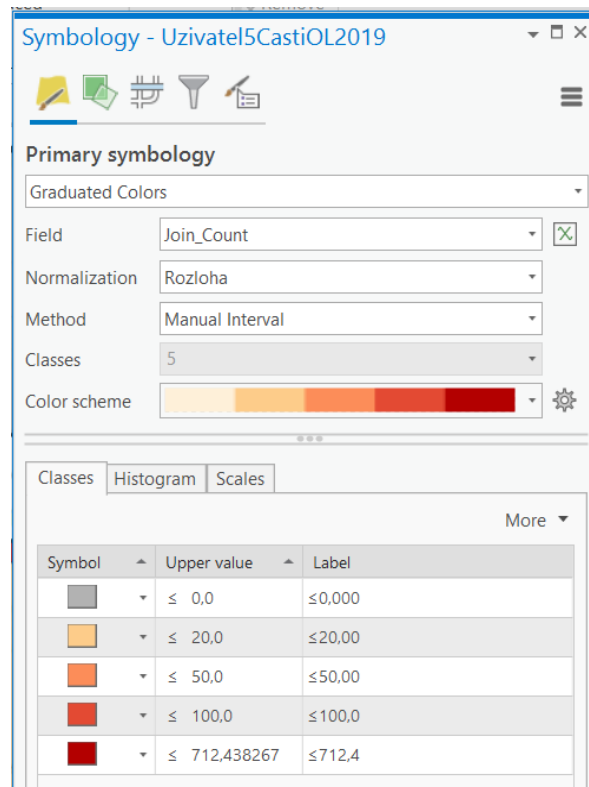 Symbology - Uzivatel5CastiOL2019
Primary symbology
Graduated Colors
Field Join_Count
Normalization Rozloha
Method Manual Interval
Classes 5
Color scheme
Classes Histogram Scales
More
Symbol Upper value Label
≤ 0,0 ≤0,000
≤ 20,0 ≤20,00
≤ 50,0 ≤50,00
≤ 100,0 ≤100,0
≤ 712,438267 ≤712,4